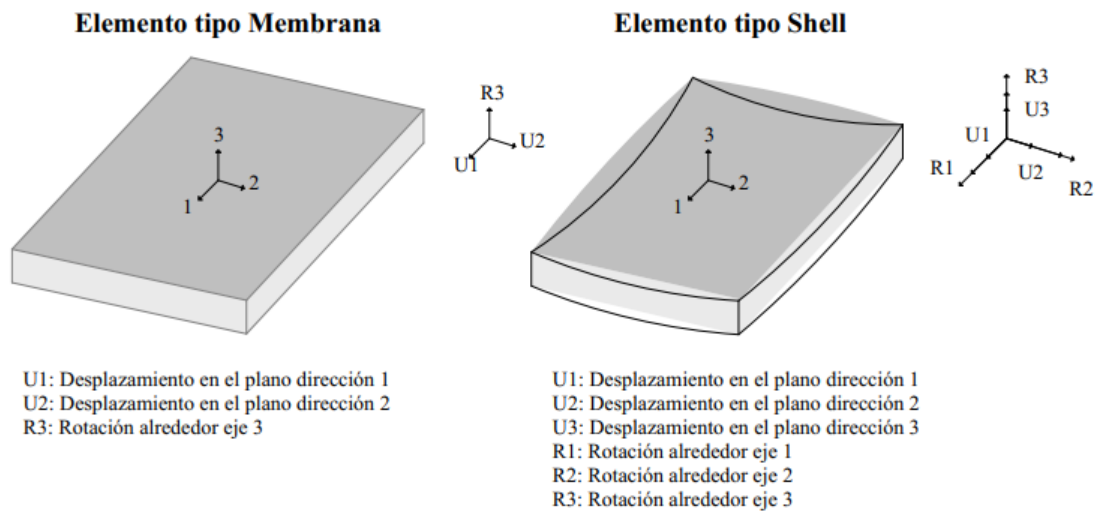 Elemento tipo Membrana
3
2
1
R3
U2
U1
U1: Desplazamiento en el plano dirección 1
U2: Desplazamiento en el plano dirección 2
R3: Rotación alrededor eje 3
Elemento tipo Shell
3
2
1
R3
U3
U1
R1
U2
R2
U1: Desplazamiento en el plano dirección 1
U2: Desplazamiento en el plano dirección 2
U3: Desplazamiento en el plano dirección 3
R1: Rotación alrededor eje 1
R2: Rotación alrededor eje 2
R3: Rotación alrededor eje 3